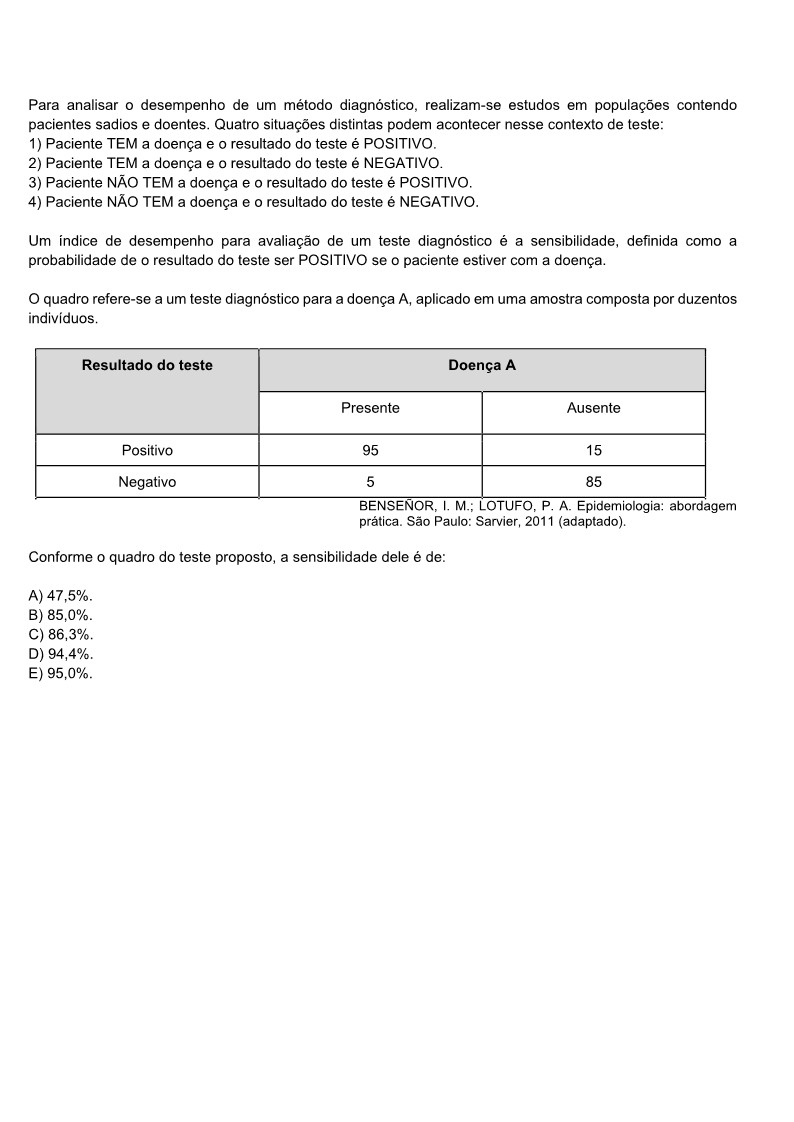 Para analisar o desempenho de um método diagnóstico, realizam-se estudos em populações contendo
pacientes sadios e doentes. Quatro situações distintas podem acontecer nesse contexto de teste:
1) Paciente TEM a doença e o resultado do teste é POSITIVO.
2) Paciente TEM a doença e o resultado do teste é NEGATIVO.
3) Paciente NÃO TEM a doença e o resultado do teste é POSITIVO.
4) Paciente NÃO TEM a doença e o resultado do teste é NEGATIVO.
Um índice de desempenho para avaliação de um teste diagnóstico é a sensibilidade, definida como a
probabilidade de o resultado do teste ser POSITIVO se o paciente estiver com a doença.
O quadro refere-se a um teste diagnóstico para a doença A, aplicado em uma amostra composta por duzentos
indivíduos.
Resultado do teste Doença A
Presente Ausente
Positivo 95 15
Negativo 5 85
BENSEÑOR, I. M.; LOTUFO, P. A. Epidemiologia: abordagem
prática. São Paulo: Sarvier, 2011 (adaptado).
Conforme o quadro do teste proposto, a sensibilidade dele é de:
A) 47,5%.
B) 85,0%.
C) 86,3%.
D) 94,4%.
E) 95,0%.